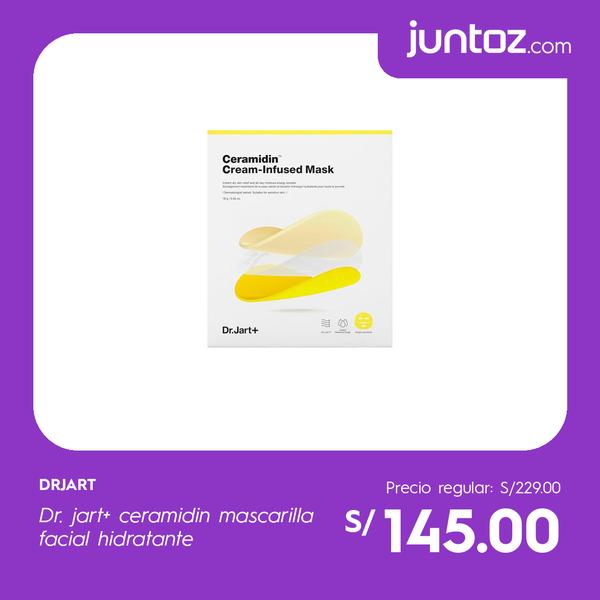 juntoz.com
Ceramidin™
Cream-Infused Mask
Dr.Jart+
DRJART
Dr. jart+ ceramidin mascarilla
facial hidratante
Precio regular: S/229.00
S/145.00